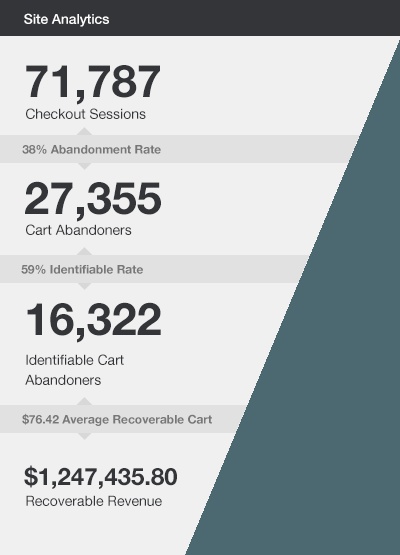 Site Analytics
71,787
Checkout Sessions
38% Abandonment Rate
27,355
Cart Abandoners
59% Identifiable Rate
16,322
Identifiable Cart
Abandoners
$76.42 Average Recoverable Cart
$1,247,435.80
Recoverable Revenue